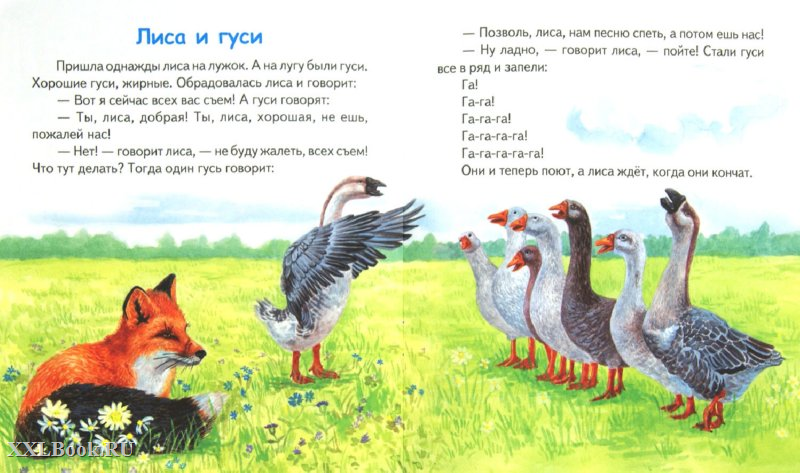 Лиса и гуси
Пришла однажды лиса на лужок. А на лугу были гуси.
Хорошие гуси, жирные. Обрадовалась лиса и говорит:
— Вот я сейчас всех вас съем! А гуси говорят:
— Ты, лиса, добрая! Ты, лиса, хорошая, не ешь,
пожалей нас!
— Нет! — говорит лиса, — не буду жалеть, всех съем!
Что тут делать? Тогда один гусь говорит:
— Позволь, лиса, нам песню спеть, а потом ешь нас!
— Ну ладно, — говорит лиса, — пойте! Стали гуси
все в ряд и запели:
Га!
Га-га!
Га-га-га!
Га-га-га-га!
Га-га-га-га-га!
Они и теперь поют, а лиса ждёт, когда они кончат.
XXLBook.RU